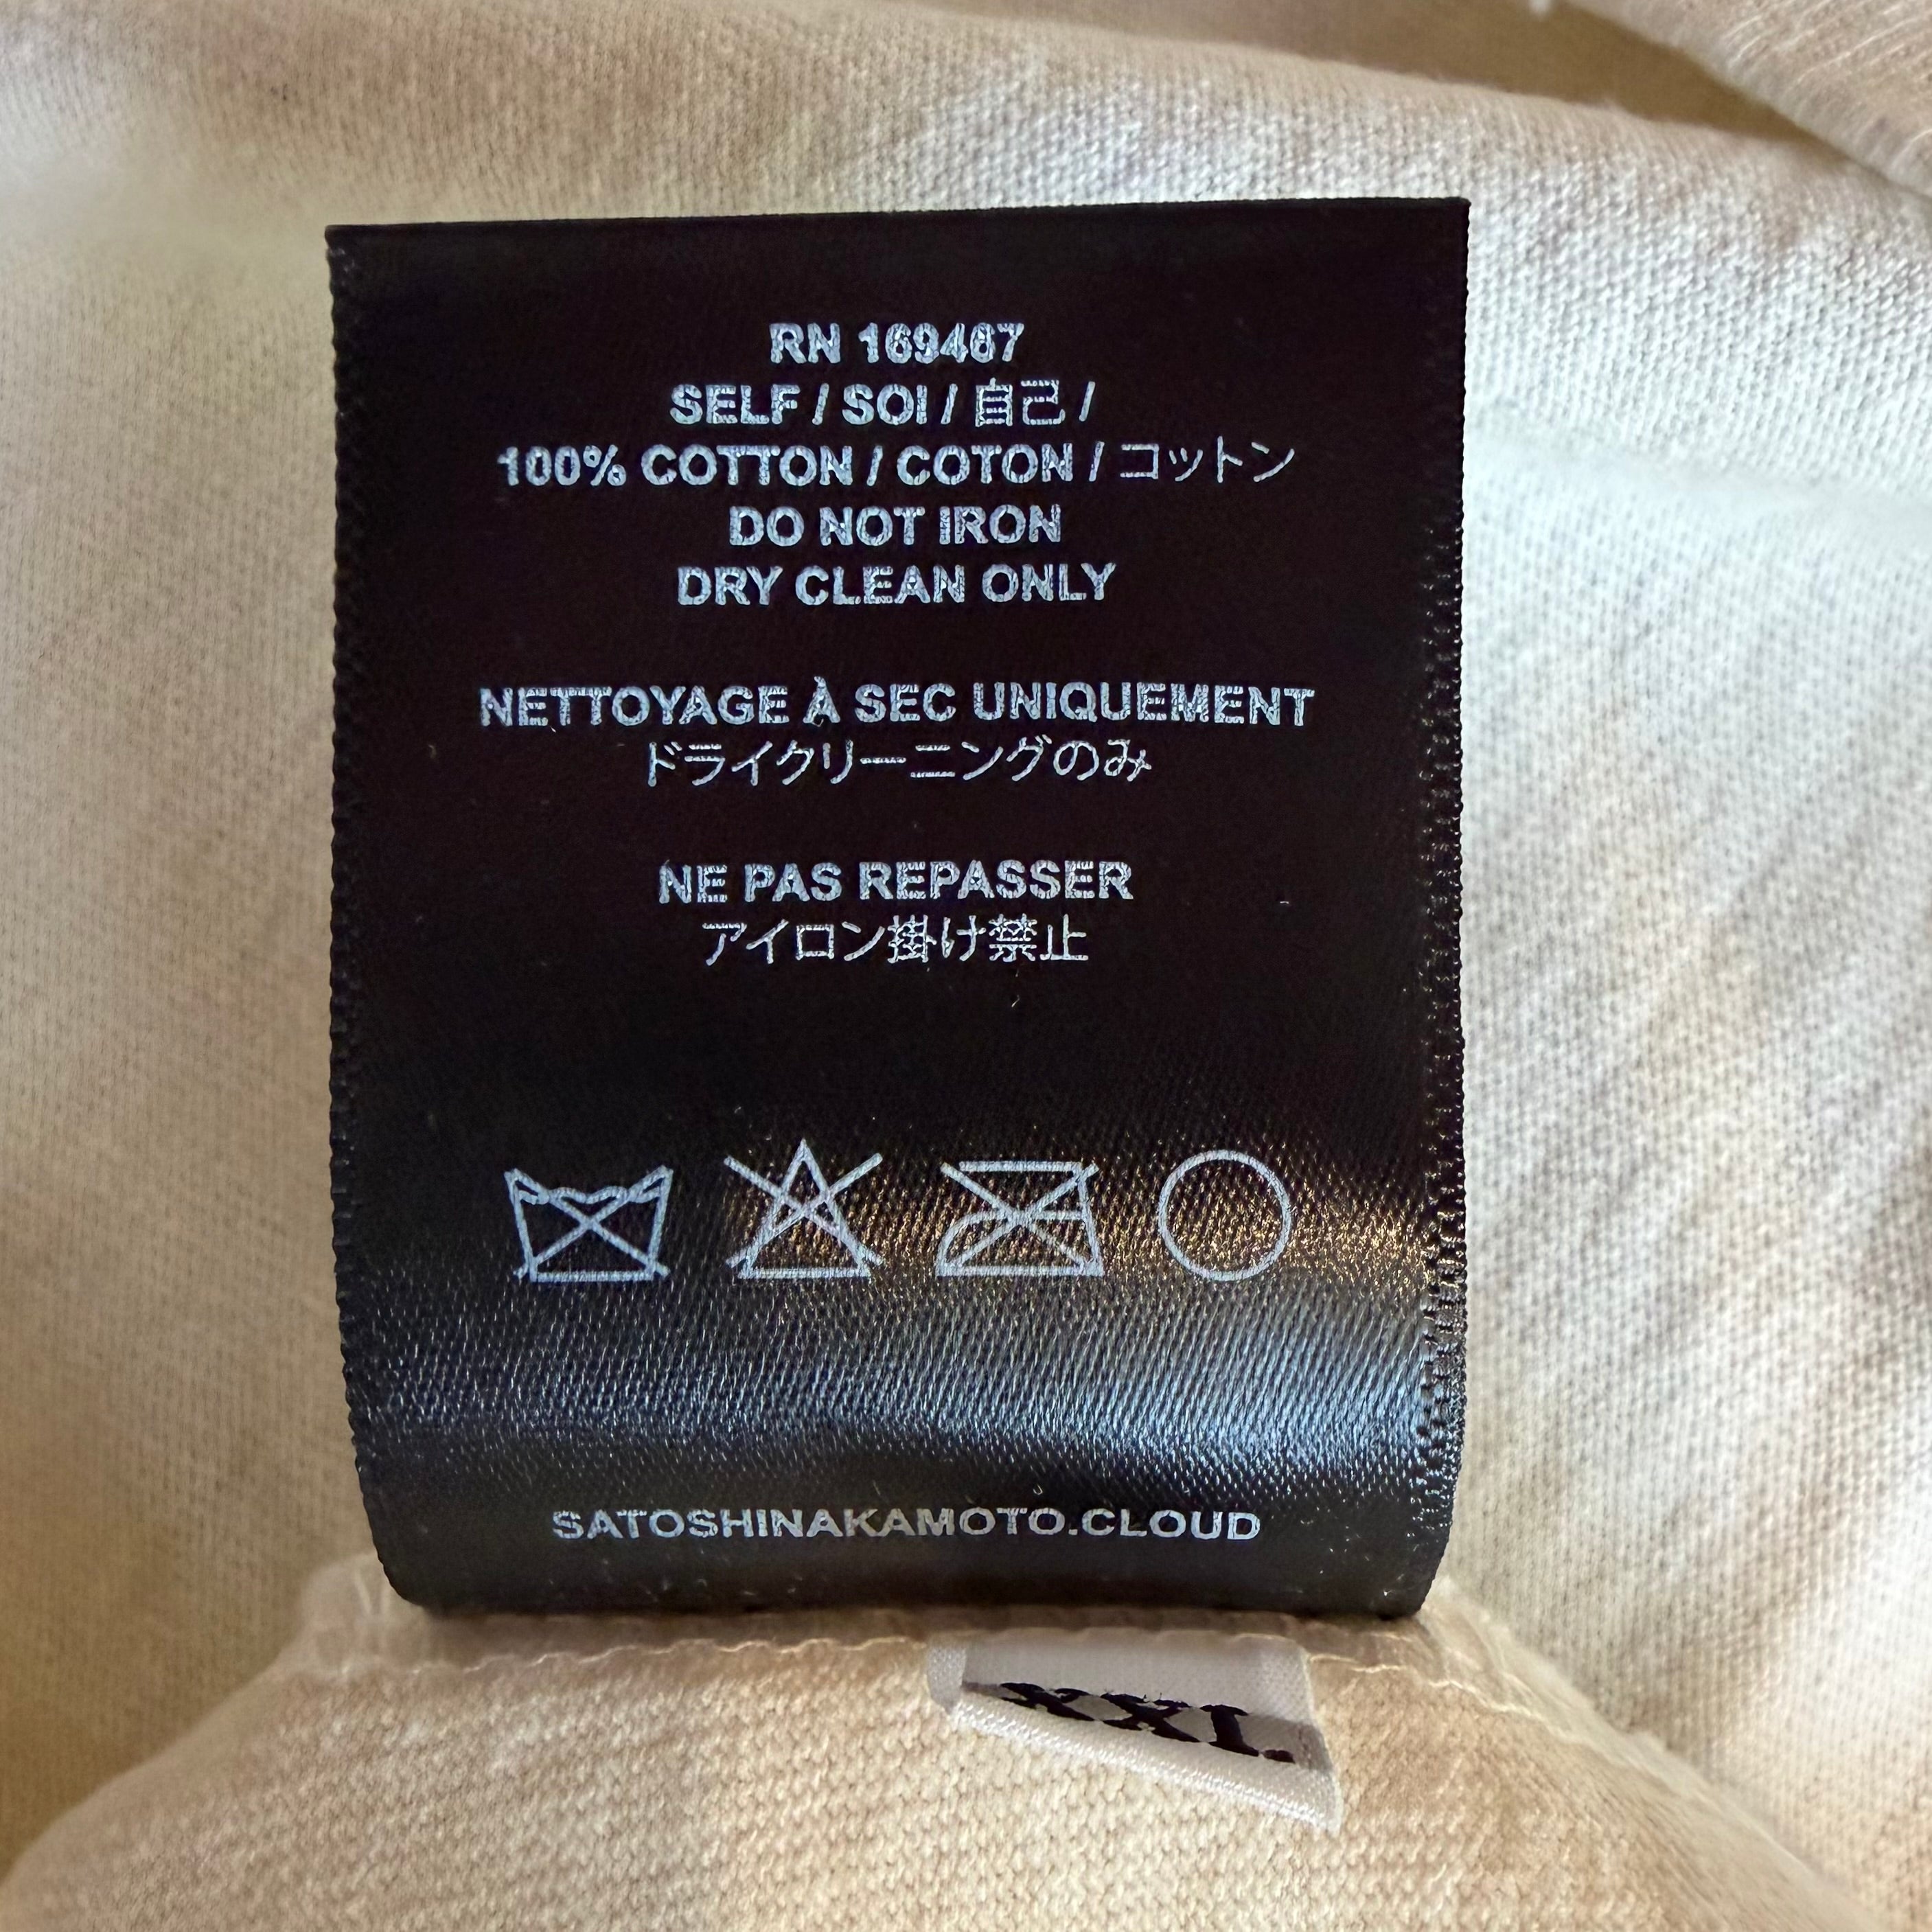 RN 169467
SELF / SOI / 自己 /
100% COTTON / COTON / コットン
DO NOT IRON
DRY CLEAN ONLY
NETTOYAGE À SEC UNIQUEMENT
ドライクリーニングのみ
NE PAS REPASSER
アイロン掛け禁止
SATOSHINAKAMOTO.CLOUD
XXL